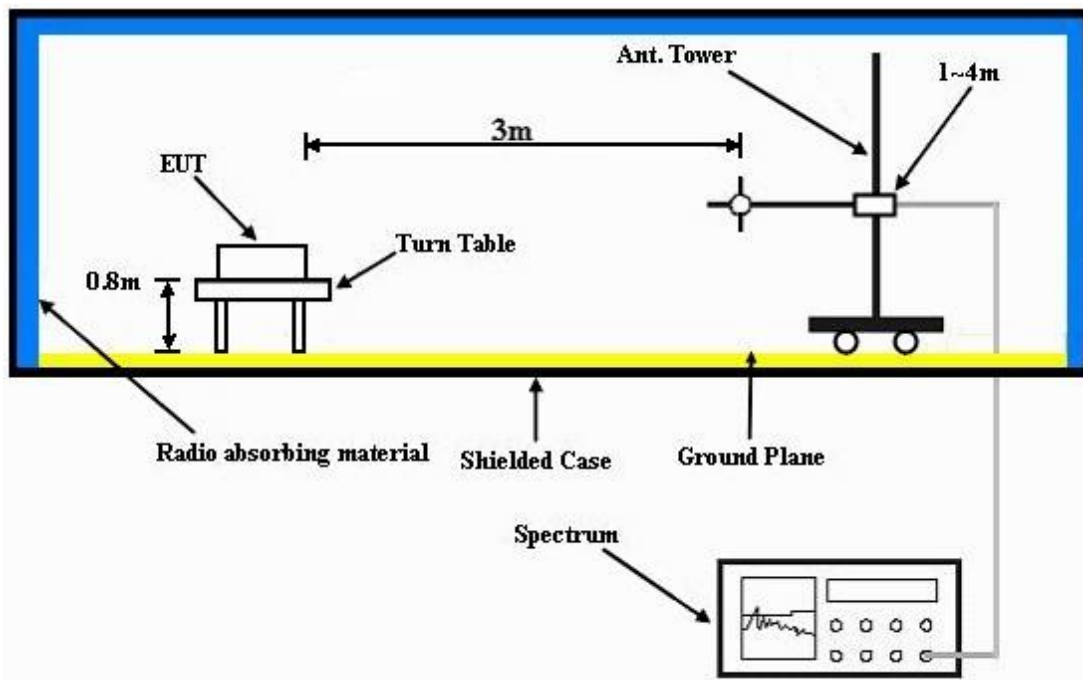 Ant. Tower
1~4m
3m
EUT
Turn Table
0.8m
Radio absorbing material
Shielded Case
Ground Plane
Spectrum